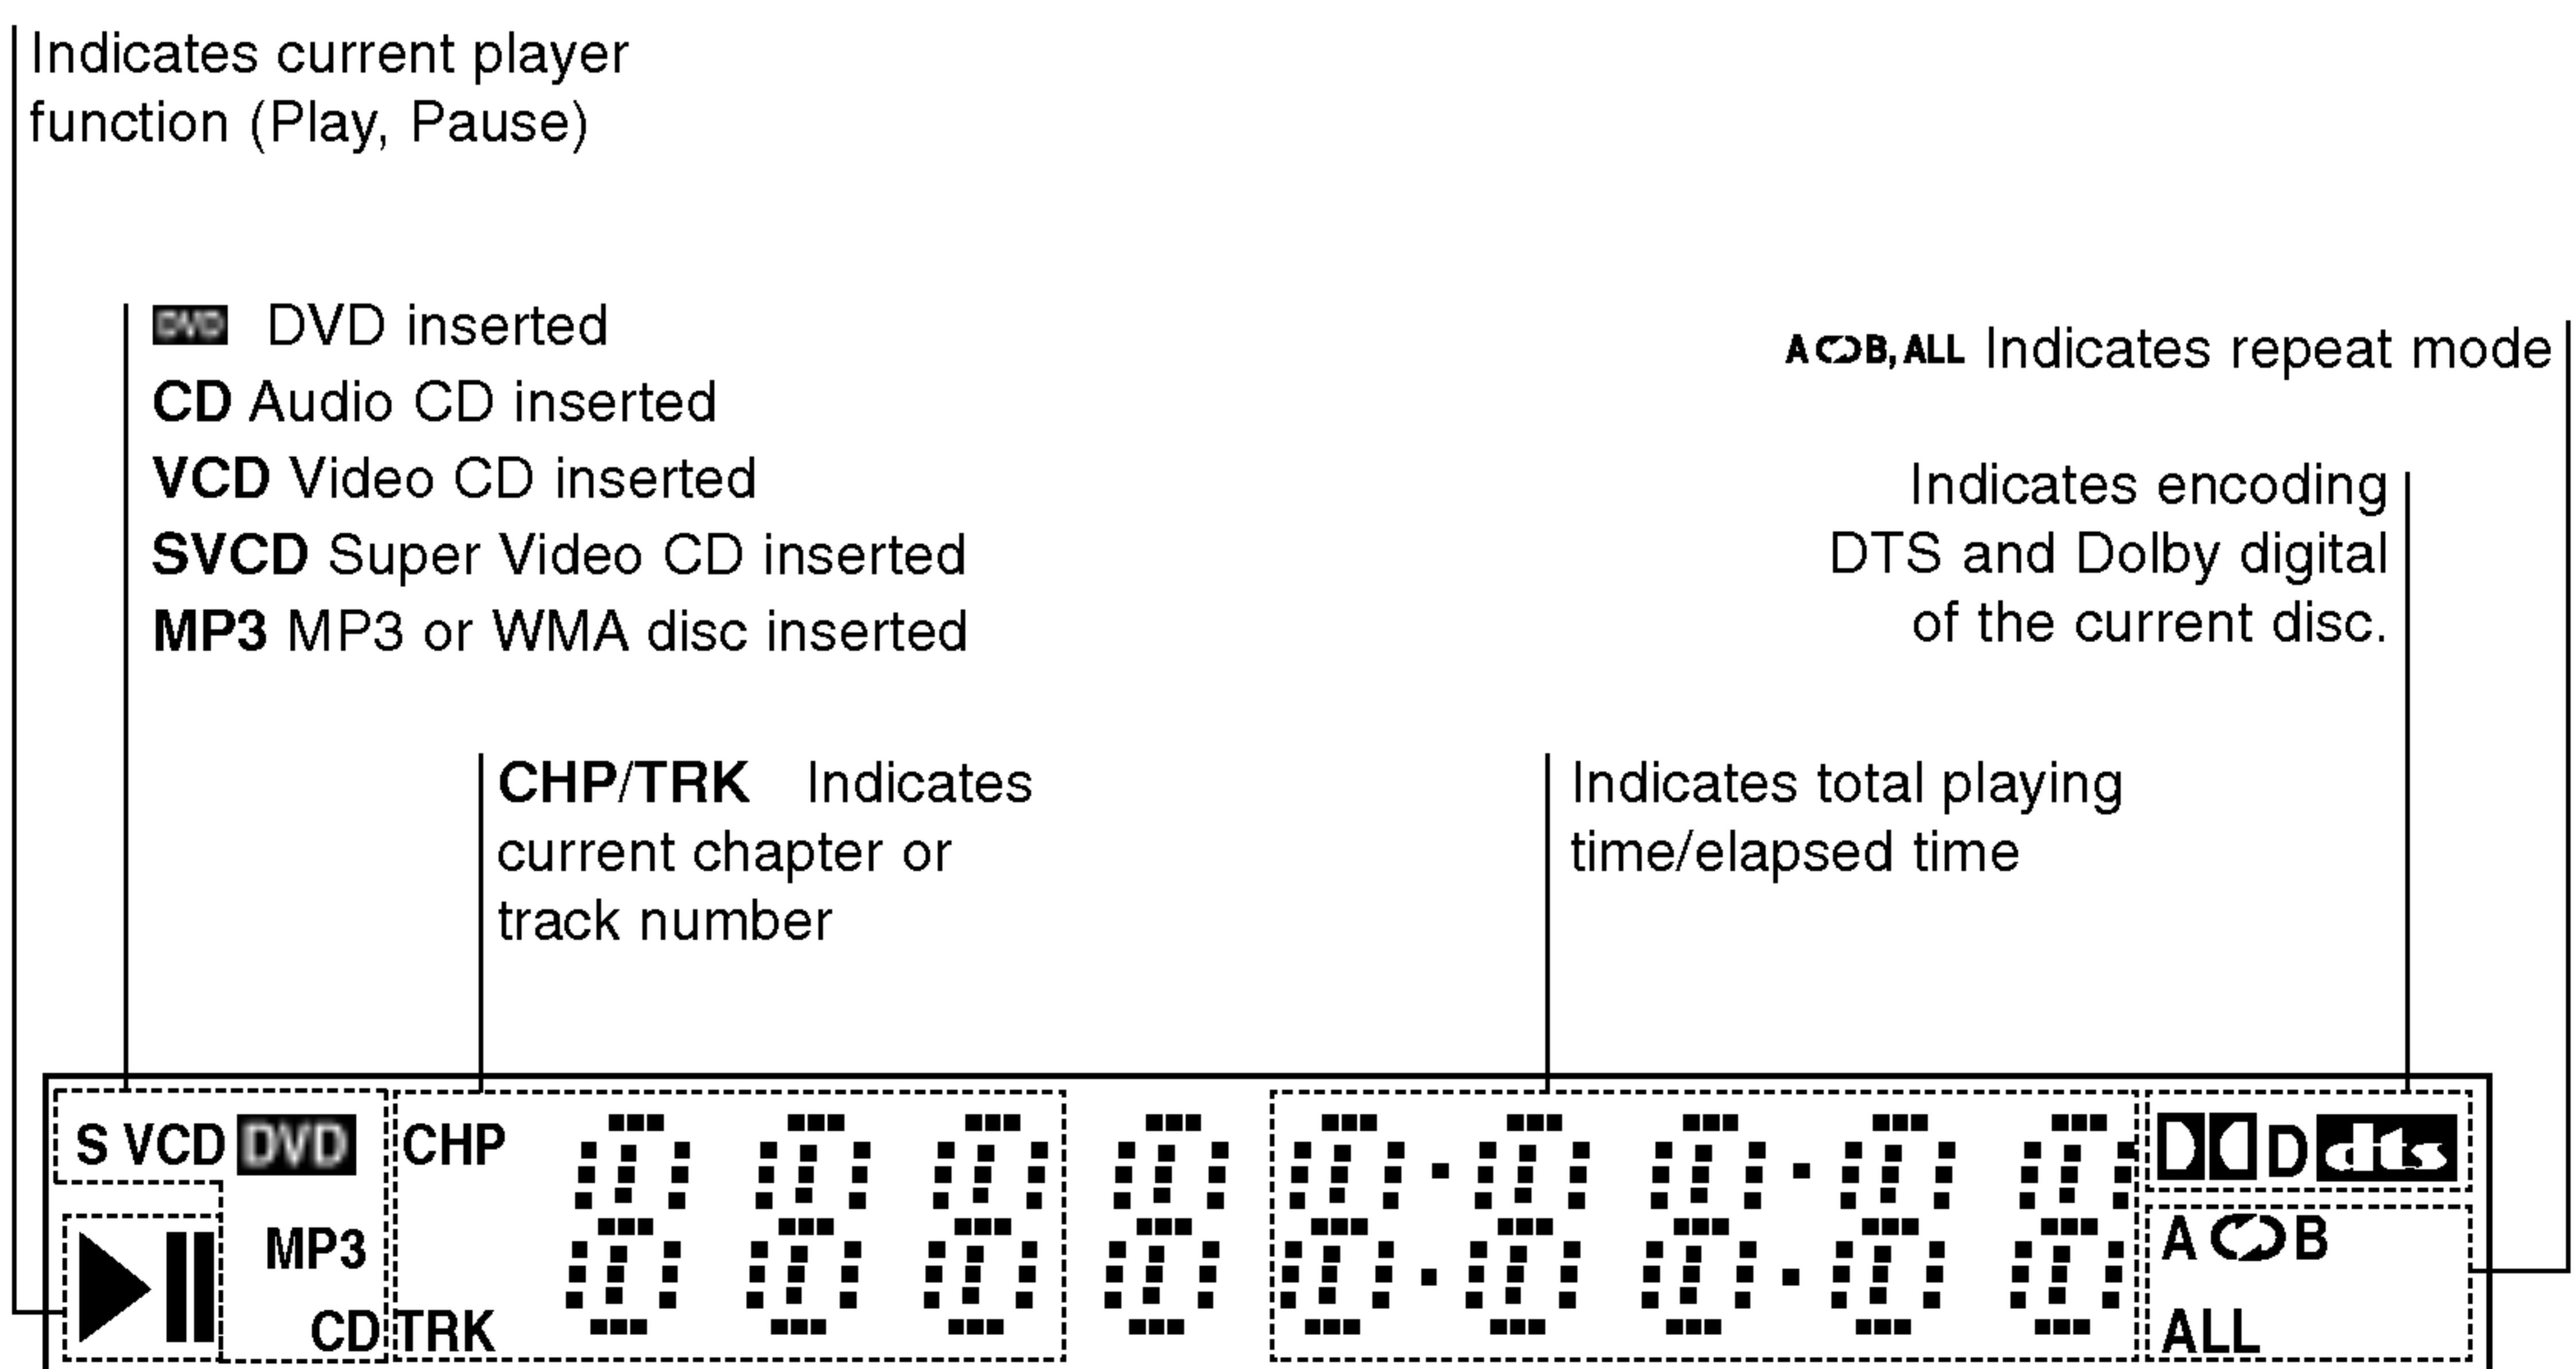 Indicates current player
function (Play, Pause)
DVD DVD inserted
CD Audio CD inserted
VCD Video CD inserted
SVCD Super Video CD inserted
MP3 MP3 or WMA disc inserted
A B, ALL Indicates repeat mode
Indicates encoding
DTS and Dolby digital
of the current disc.
CHP/TRK Indicates
current chapter or
track number
Indicates total playing
time/elapsed time
S VCD DVD CHP
MP3
CD TRK
D dts
A B
ALL